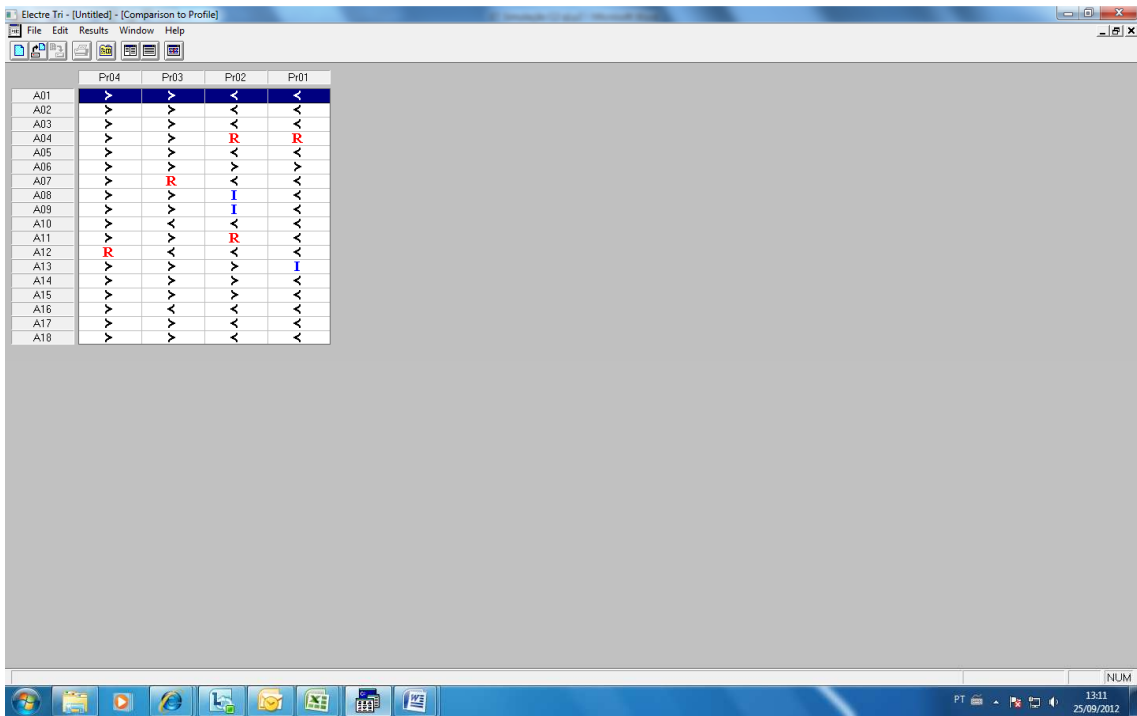 Electre Tri - [Untitled] - [Comparison to Profile]
File Edit Results Window Help
Pr04 Pr03 Pr02 Pr01
A01 > > < <
A02 > > < <
A03 > > < <
A04 > > R R
A05 > > < <
A06 > > > >
A07 > R < <
A08 > > I <
A09 > > I <
A10 > < < <
A11 > > R <
A12 R < < <
A13 > > > I
A14 > > > <
A15 > > > <
A16 > < < <
A17 > > < <
A18 > > < <
NUM
PT 13:11
25/09/2012